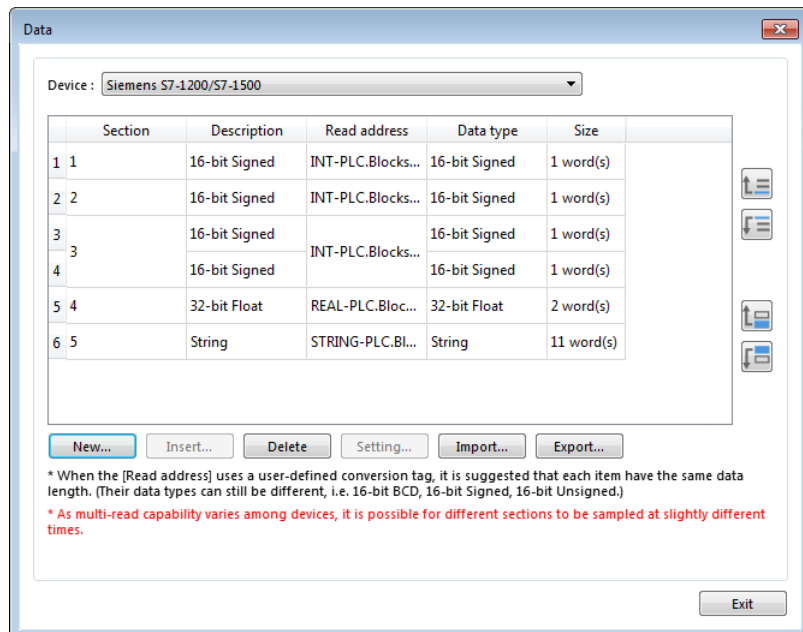 Data
Device : Siemens S7-1200/S7-1500
Section Description Read address Data type Size
1 1 16-bit Signed INT-PLC.Blocks... 16-bit Signed 1 word(s)
2 2 16-bit Signed INT-PLC.Blocks... 16-bit Signed 1 word(s)
3 3 16-bit Signed INT-PLC.Blocks... 16-bit Signed 1 word(s)
4 16-bit Signed 16-bit Signed 1 word(s)
5 4 32-bit Float REAL-PLC.Bloc... 32-bit Float 2 word(s)
6 5 String STRING-PLC.Bl... String 11 word(s)
New... Insert... Delete Setting... Import... Export...
* When the [Read address] uses a user-defined conversion tag, it is suggested that each item have the same data
length. (Their data types can still be different, i.e. 16-bit BCD, 16-bit Signed, 16-bit Unsigned.)
* As multi-read capability varies among devices, it is possible for different sections to be sampled at slightly different
times.
Exit